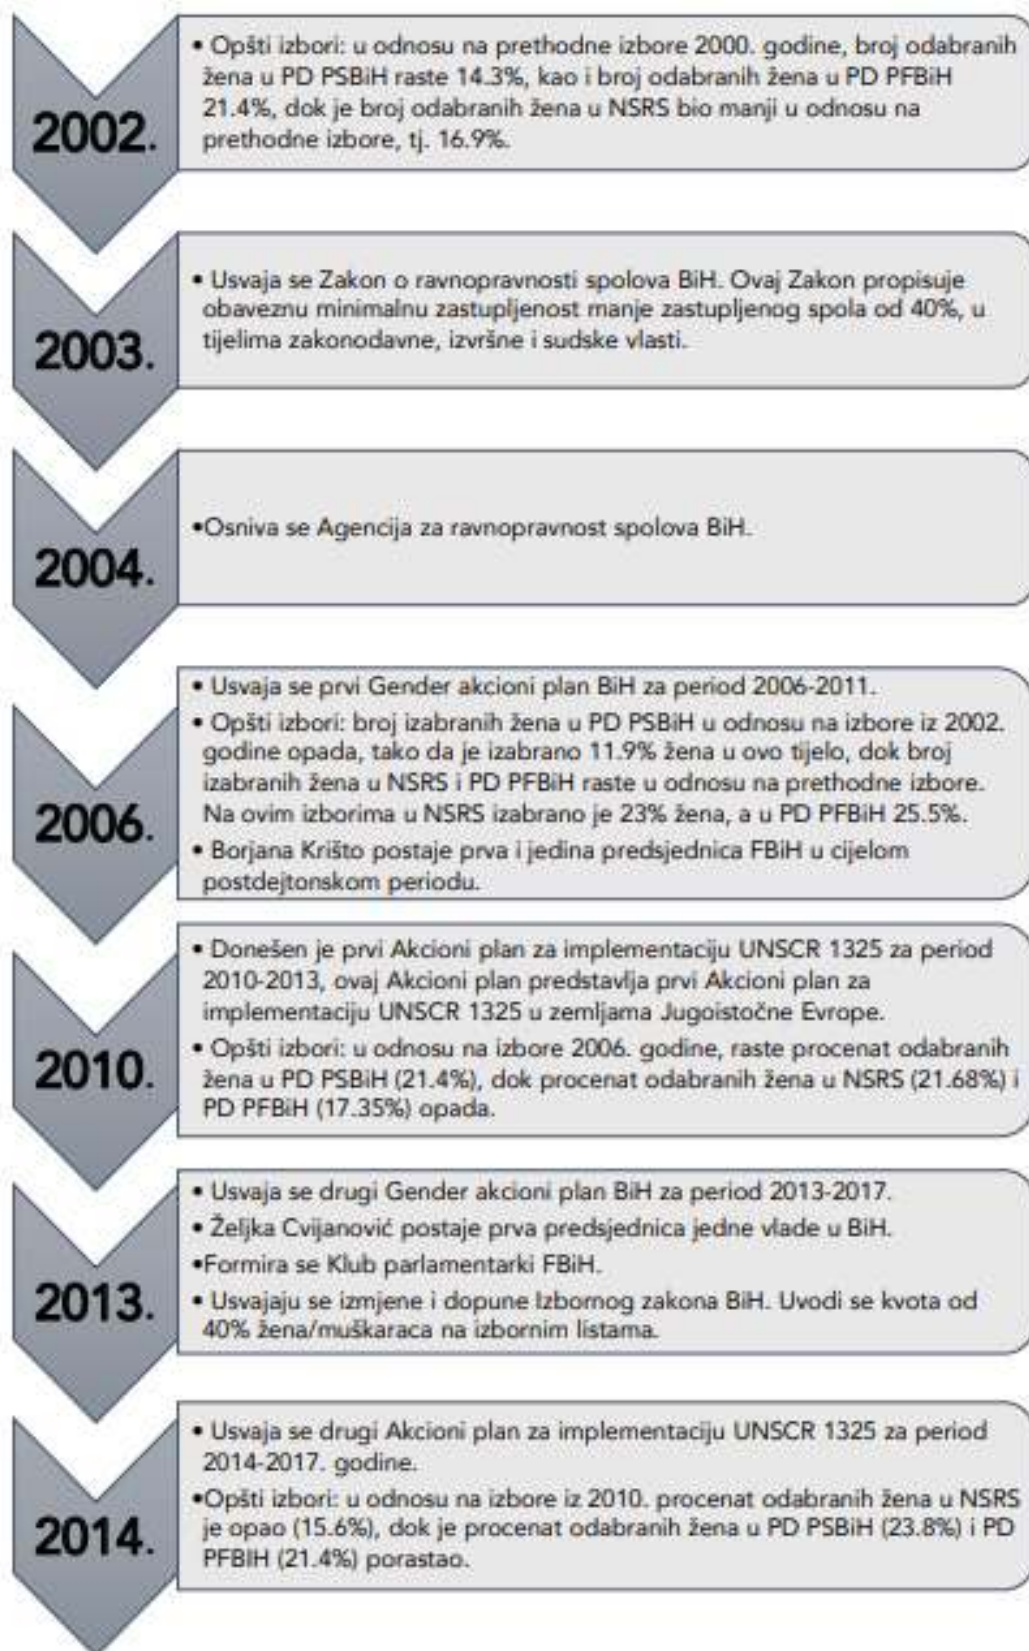 2002.
• Opšti izbori: u odnosu na prethodne izbore 2000. godine, broj odabranih
žena u PD PSBiH raste 14.3%, kao i broj odabranih žena u PD PFBiH
21.4%, dok je broj odabranih žena u NSRS bio manji u odnosu na
prethodne izbore, tj. 16.9%.
2003.
• Usvaja se Zakon o ravnopravnosti spolova BiH. Ovaj Zakon propisuje
obaveznu minimalnu zastupljenost manje zastupljenog spola od 40%, u
tijelima zakonodavne, izvršne i sudske vlasti.
2004.
•Osniva se Agencija za ravnopravnost spolova BiH.
2006.
• Usvaja se prvi Gender akcioni plan BiH za period 2006-2011.
• Opšti izbori: broj izabranih žena u PD PSBiH u odnosu na izbore iz 2002.
godine opada, tako da je izabrano 11.9% žena u ovo tijelo, dok broj
izabranih žena u NSRS i PD PFBiH raste u odnosu na prethodne izbore.
Na ovim izborima u NSRS izabrano je 23% žena, a u PD PFBiH 25.5%.
• Borjana Krišto postaje prva i jedina predsjednica FBiH u cijelom
postdejtonskom periodu.
2010.
• Donešen je prvi Akcioni plan za implementaciju UNSCR 1325 za period
2010-2013, ovaj Akcioni plan predstavlja prvi Akcioni plan za
implementaciju UNSCR 1325 u zemljama Jugoistočne Evrope.
• Opšti izbori: u odnosu na izbore 2006. godine, raste procenat odabranih
žena u PD PSBiH (21.4%), dok procenat odabranih žena u NSRS (21.68%) i
PD PFBiH (17.35%) opada.
2013.
• Usvaja se drugi Gender akcioni plan BiH za period 2013-2017.
• Željka Cvijanović postaje prva predsjednica jedne vlade u BiH.
•Formira se Klub parlamentarki FBiH.
• Usvajaju se izmjene i dopune Izbornog zakona BiH. Uvodi se kvota od
40% žena/muškaraca na izbornim listama.
2014.
• Usvaja se drugi Akcioni plan za implementaciju UNSCR 1325 za period
2014-2017. godine.
•Opšti izbori: u odnosu na izbore iz 2010. procenat odabranih žena u NSRS
je opao (15.6%), dok je procenat odabranih žena u PD PSBiH (23.8%) i PD
PFBIH (21.4%) porastao.